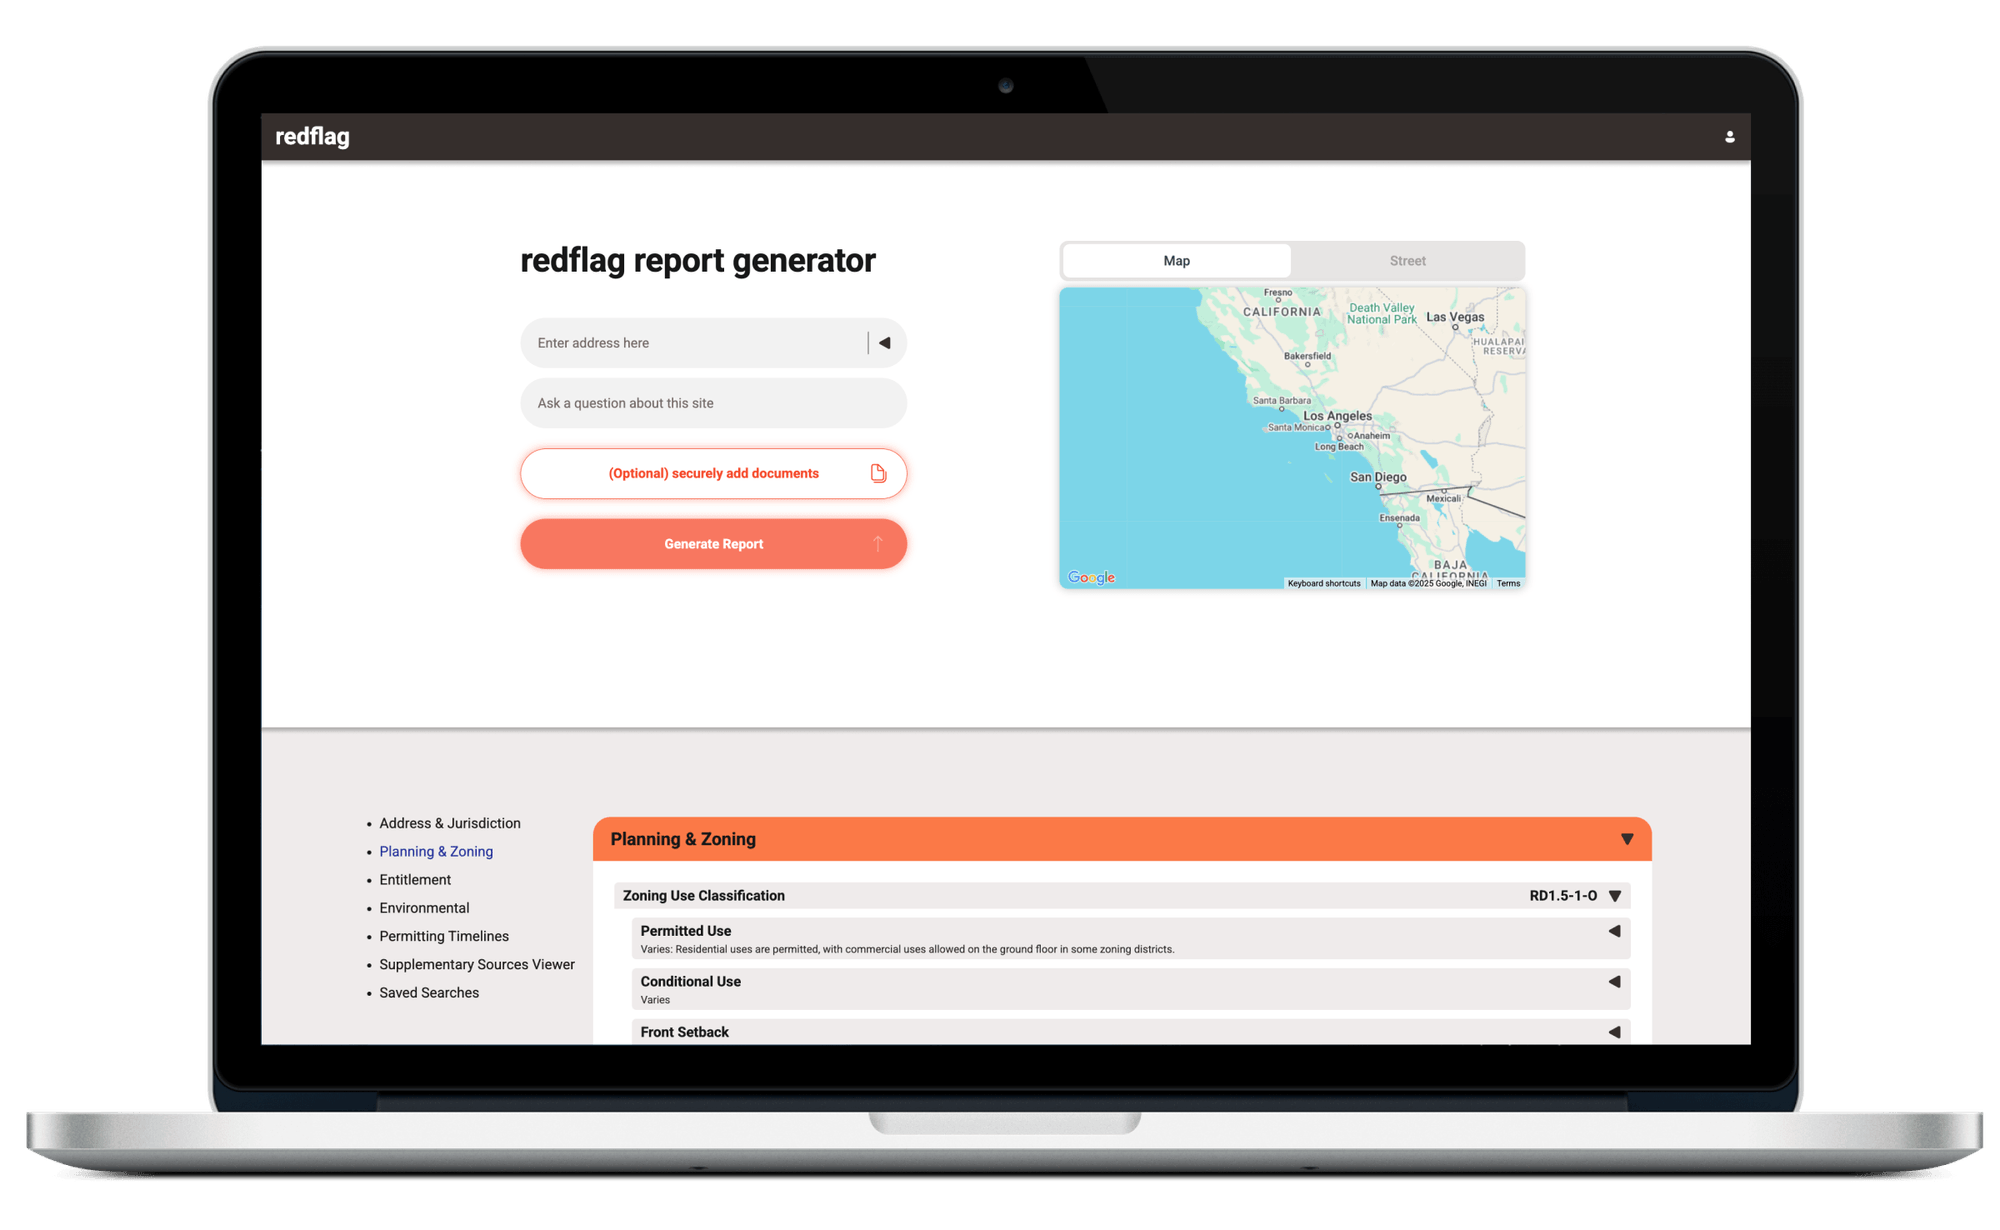 redflag
redflag report generator
Enter address here
Ask a question about this site
(Optional) securely add documents
Generate Report
Map
Street
Fresno
CALIFORNIA
Death Valley
National Park
Las Vegas
HUALAPAI
RESERVA
Bakersfield
Santa Barbara
Los Angeles
Santa Monica
Anaheim
Long Beach
San Diego
Mexicali
Ensenada
BAJA
CALIFORNIA
Google
Keyboard shortcuts
Map data ©2025 Google, INEGI
Terms
Address & Jurisdiction
Planning & Zoning
Entitlement
Environmental
Permitting Timelines
Supplementary Sources Viewer
Saved Searches
Planning & Zoning
Zoning Use Classification RD1.5-1-O
Permitted Use
Varies: Residential uses are permitted, with commercial uses allowed on the ground floor in some zoning districts.
Conditional Use
Varies
Front Setback